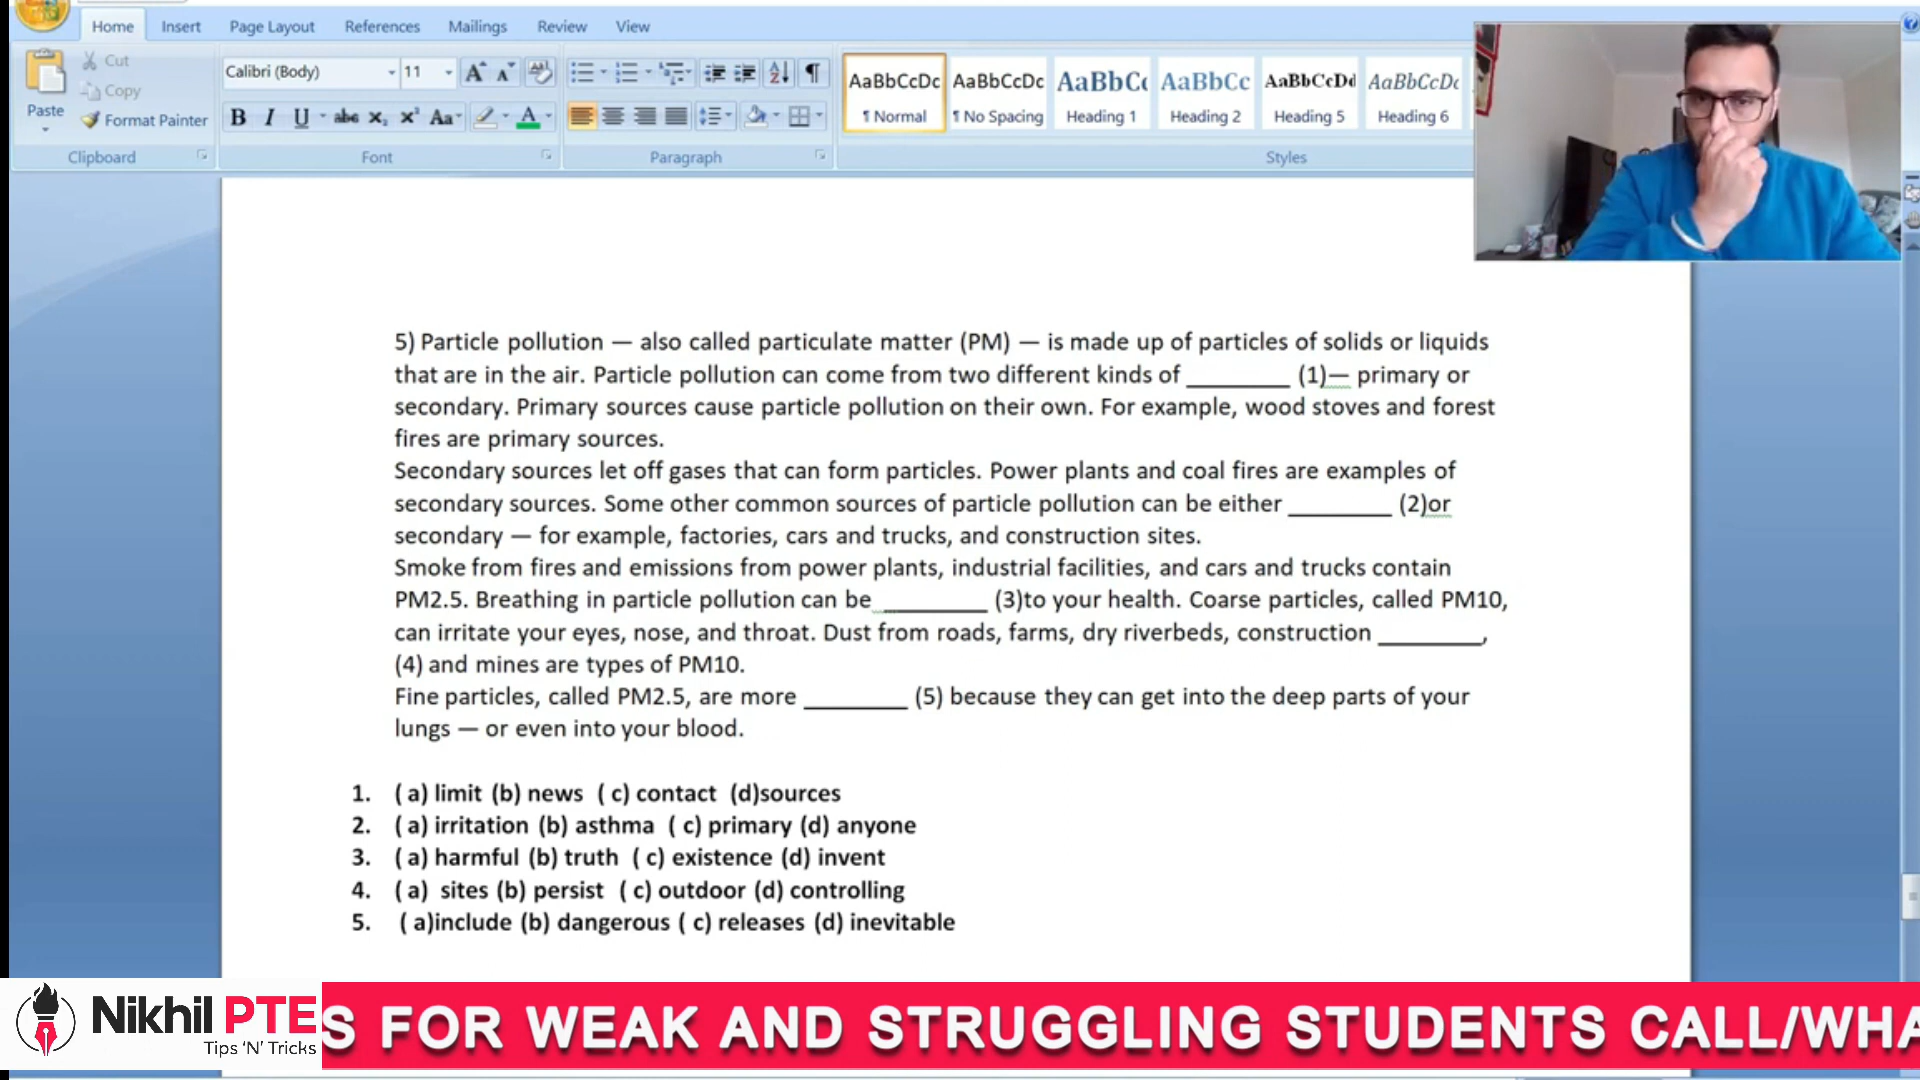 Home Insert Page Layout References Mailings Review View
Cut
Calibri (Body) 11
AaBbCcDc AaBbCcDc AaBbC AaBbCc AaBbCcDd AaBbCcDc
Copy
Paste
B I U abc x₂ x² Aa A
¶ Normal ¶ No Spacing Heading 1 Heading 2 Heading 5 Heading 6
Format Painter
Clipboard Font Paragraph Styles
5) Particle pollution — also called particulate matter (PM) — is made up of particles of solids or liquids
that are in the air. Particle pollution can come from two different kinds of _________ (1)— primary or
secondary. Primary sources cause particle pollution on their own. For example, wood stoves and forest
fires are primary sources.
Secondary sources let off gases that can form particles. Power plants and coal fires are examples of
secondary sources. Some other common sources of particle pollution can be either _________ (2)or
secondary — for example, factories, cars and trucks, and construction sites.
Smoke from fires and emissions from power plants, industrial facilities, and cars and trucks contain
PM2.5. Breathing in particle pollution can be _________ (3)to your health. Coarse particles, called PM10,
can irritate your eyes, nose, and throat. Dust from roads, farms, dry riverbeds, construction _________,
(4) and mines are types of PM10.
Fine particles, called PM2.5, are more _________ (5) because they can get into the deep parts of your
lungs — or even into your blood.
1. ( a) limit (b) news ( c) contact (d)sources
2. ( a) irritation (b) asthma ( c) primary (d) anyone
3. ( a) harmful (b) truth ( c) existence (d) invent
4. ( a) sites (b) persist ( c) outdoor (d) controlling
5. ( a)include (b) dangerous ( c) releases (d) inevitable
Nikhil PTE
Tips 'N' Tricks
S FOR WEAK AND STRUGGLING STUDENTS CALL/WHA